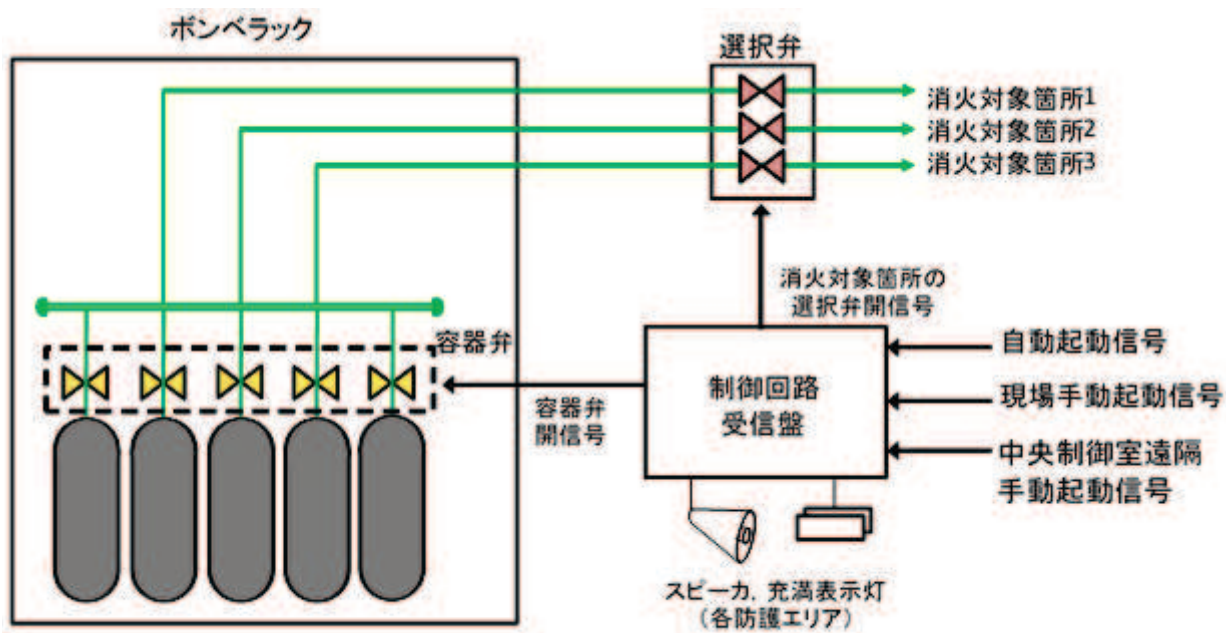 ボンベラック
選択弁
消火対象箇所1
消火対象箇所2
消火対象箇所3
消火対象箇所の
選択弁開信号
容器弁
自動起動信号
制御回路
受信盤
現場手動起動信号
容器弁
開信号
中央制御室遠隔
手動起動信号
スピーカ，充満表示灯
（各防護エリア）